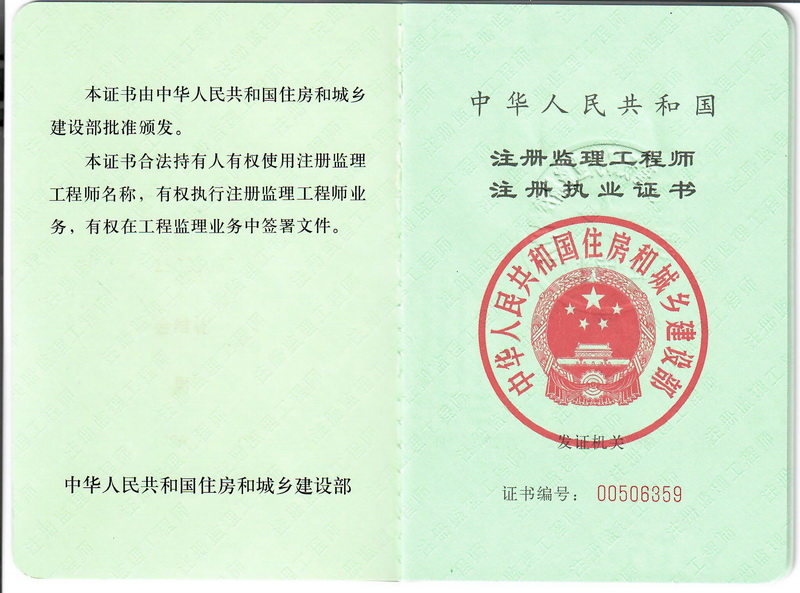 本证书由中华人民共和国住房和城乡
建设部批准颁发。
本证书合法持有人有权使用注册监理
工程师名称，有权执行注册监理工程师业
务，有权在工程监理业务中签署文件。
中华人民共和国住房和城乡建设部
中华人民共和国
注册监理工程师
注册执业证书
中华人民共和国住房和城乡建设部
发证机关
证书编号：00506359